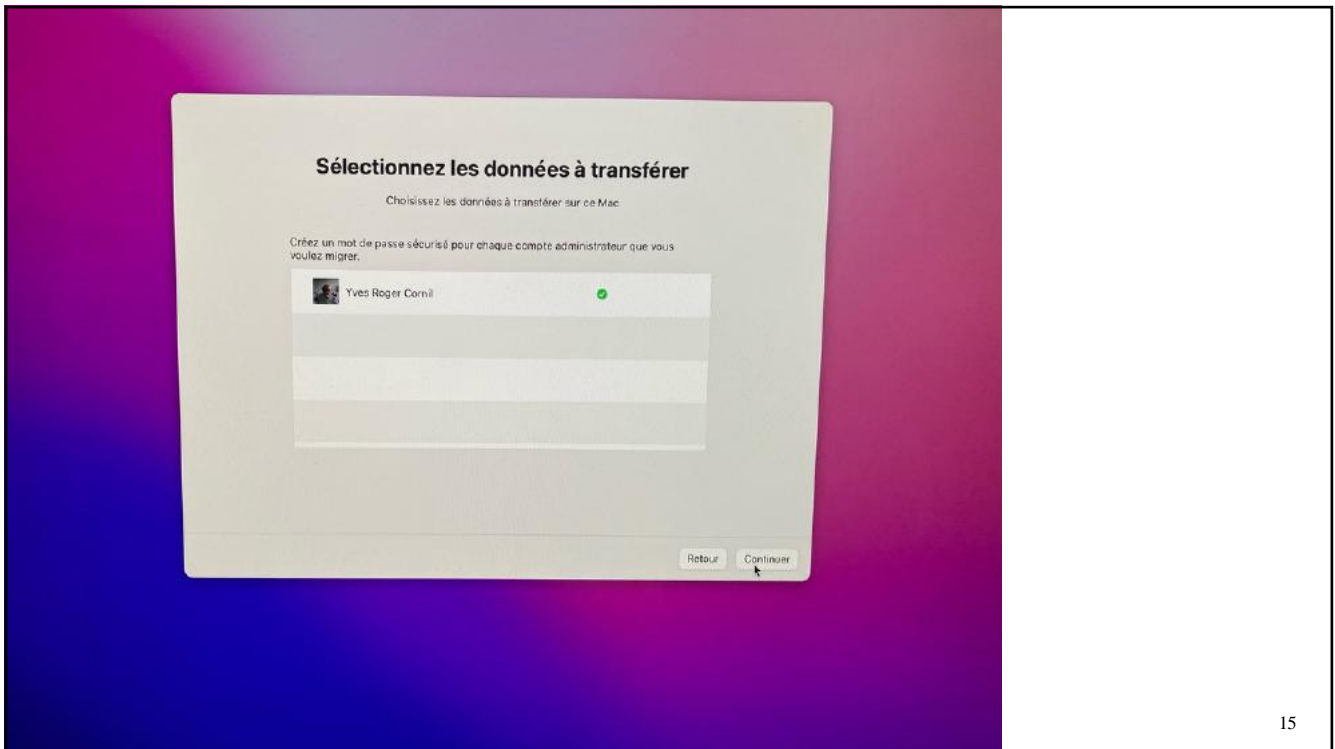 Sélectionnez les données à transférer
Choisissez les données à transférer sur ce Mac
Créez un mot de passe sécurisé pour chaque compte administrateur que vous
voulez migrer.
Yves Roger Cornil
Retour
Continuer
15